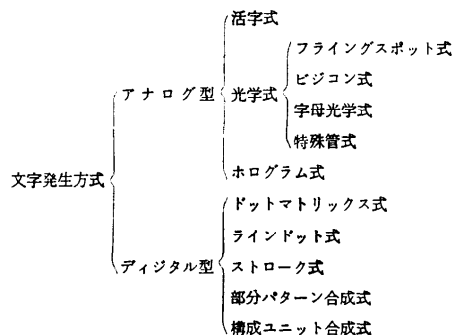 活字式
フライングスポット式
ビジコン式
アナログ型
光学式
字母光学式
特殊管式
文字発生方式
ホログラム式
ドットマトリックス式
ラインドット式
ディジタル型
ストローク式
部分パターン合成式
構成ユニット合成式